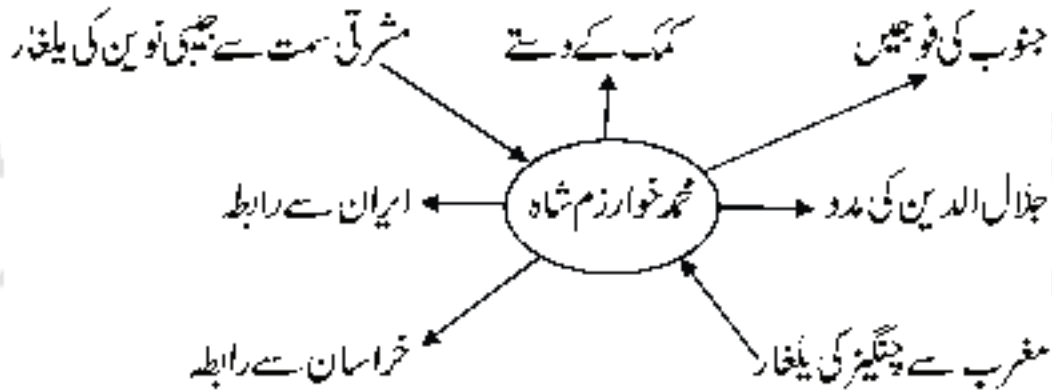 جنوب کی فوجیں
کمک کے دستے
مشرقی سمت سے جیبی نوین کی یلغار
جلال الدین کی مدد
محمد خوارزم شاہ
ایران سے رابطہ
مغرب سے چنگیز کی یلغار
خراسان سے رابطہ